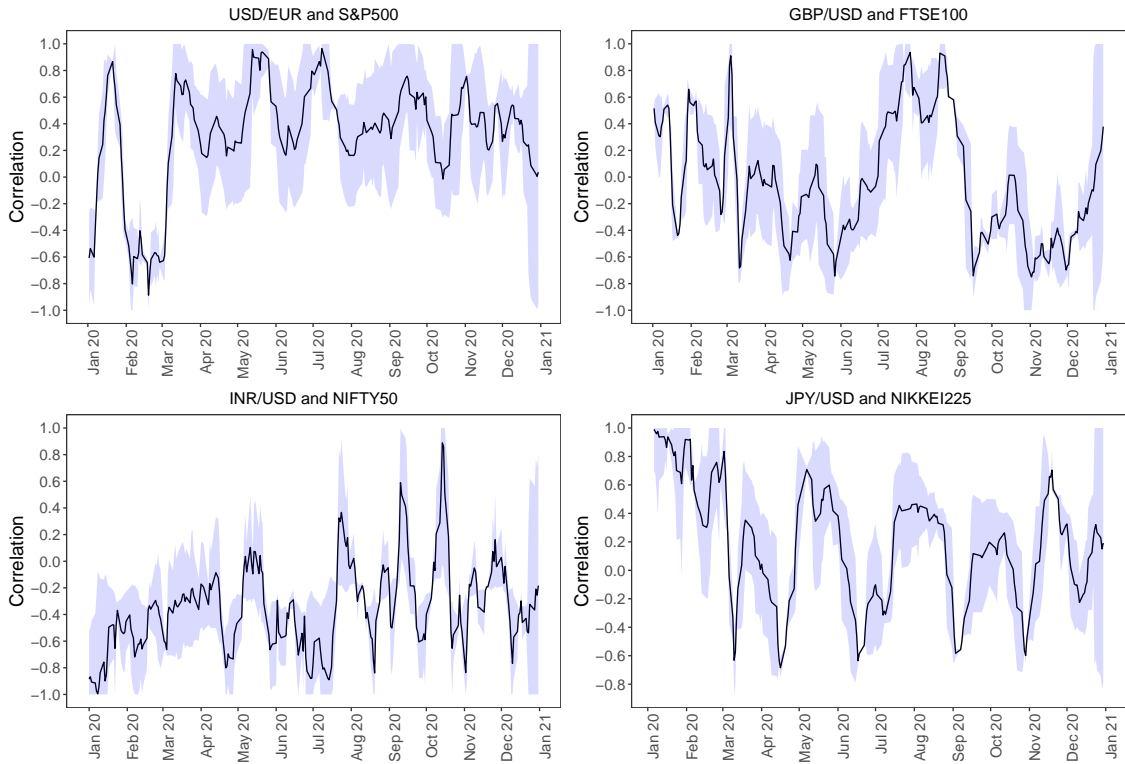 USD/EUR and S&P500
Correlation
1.0
0.8
0.6
0.4
0.2
0.0
−0.2
−0.4
−0.6
−0.8
−1.0
Jan 20
Feb 20
Mar 20
Apr 20
May 20
Jun 20
Jul 20
Aug 20
Sep 20
Oct 20
Nov 20
Dec 20
Jan 21
GBP/USD and FTSE100
Correlation
1.0
0.8
0.6
0.4
0.2
0.0
−0.2
−0.4
−0.6
−0.8
−1.0
Jan 20
Feb 20
Mar 20
Apr 20
May 20
Jun 20
Jul 20
Aug 20
Sep 20
Oct 20
Nov 20
Dec 20
Jan 21
INR/USD and NIFTY50
Correlation
1.0
0.8
0.6
0.4
0.2
0.0
−0.2
−0.4
−0.6
−0.8
−1.0
Jan 20
Feb 20
Mar 20
Apr 20
May 20
Jun 20
Jul 20
Aug 20
Sep 20
Oct 20
Nov 20
Dec 20
Jan 21
JPY/USD and NIKKEI225
Correlation
1.0
0.8
0.6
0.4
0.2
0.0
−0.2
−0.4
−0.6
−0.8
Jan 20
Feb 20
Mar 20
Apr 20
May 20
Jun 20
Jul 20
Aug 20
Sep 20
Oct 20
Nov 20
Dec 20
Jan 21